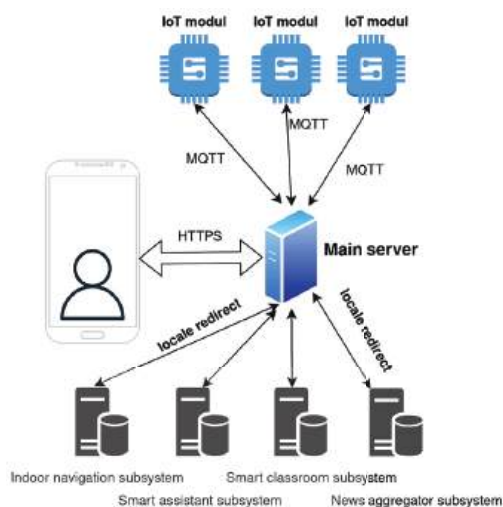 IoT modul IoT modul IoT modul
MQTT
MQTT
MQTT
HTTPS
Main server
locale redirect
locale redirect
Indoor navigation subsystem Smart classroom subsystem
Smart assistant subsystem News aggregator subsystem